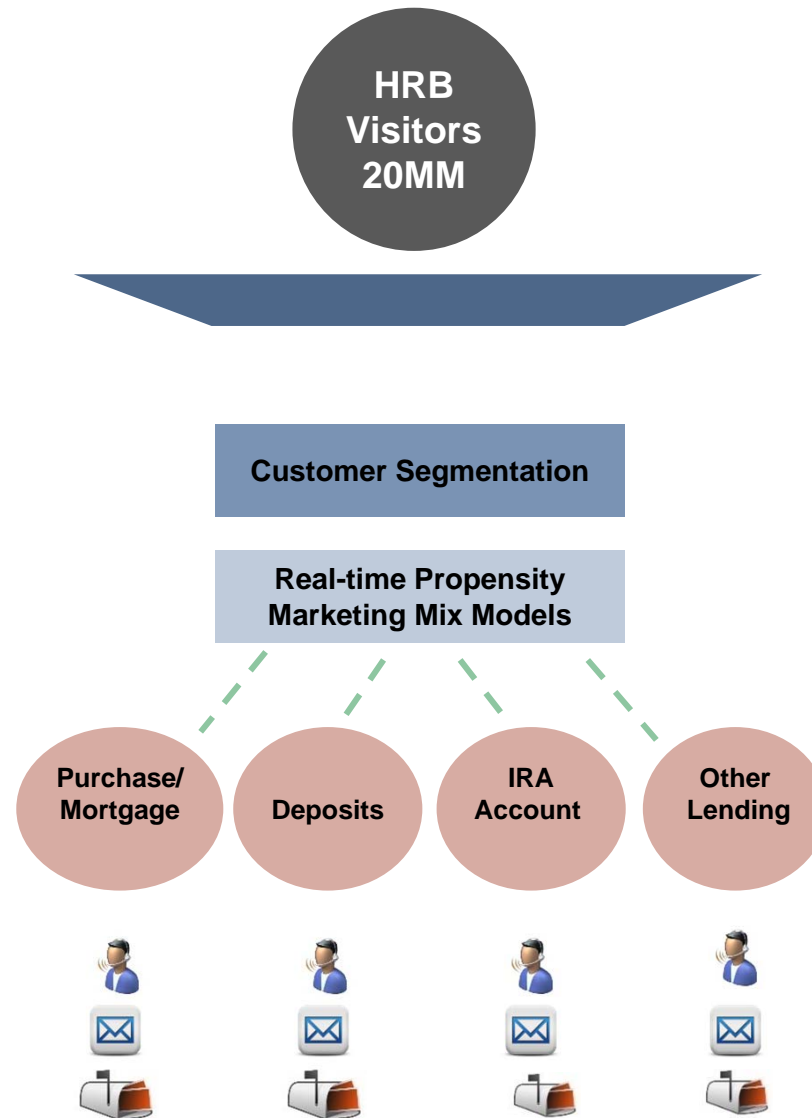 HRB
Visitors
20MM
Customer Segmentation
Real-time Propensity
Marketing Mix Models
Purchase/
Mortgage
Deposits
IRA
Account
Other
Lending